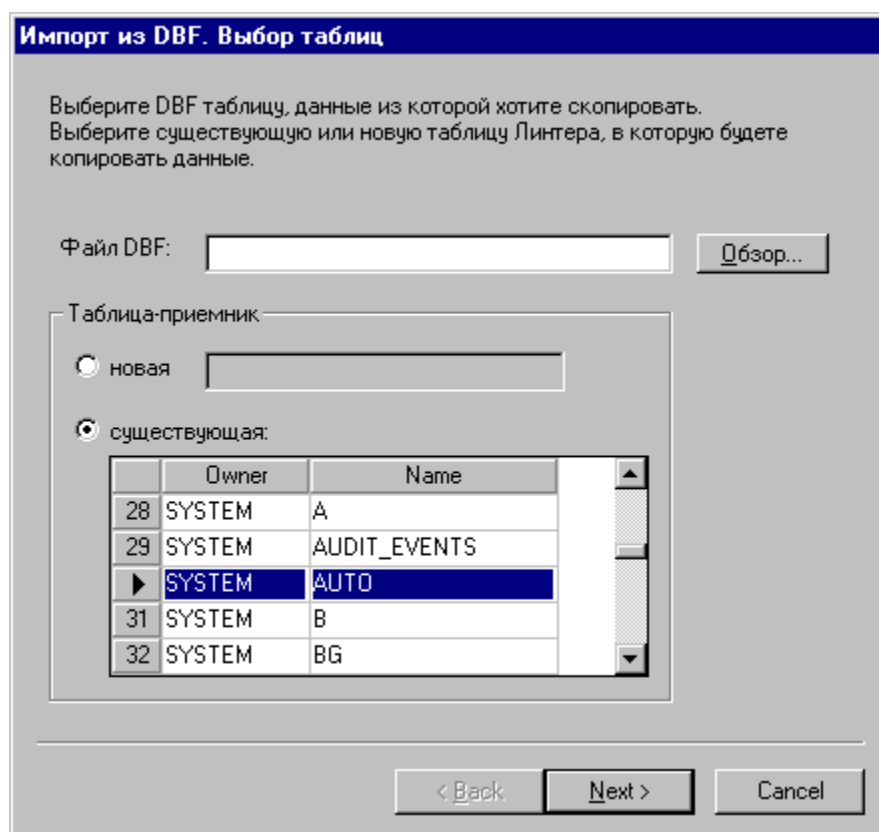 Импорт из DBF. Выбор таблиц
Выберите DBF таблицу, данные из которой хотите скопировать.
Выберите существующую или новую таблицу Линтера, в которую будете
копировать данные.
Файл DBF:
Обзор...
Таблица-приемник
новая
существующая:
Owner Name
28 SYSTEM A
29 SYSTEM AUDIT_EVENTS
SYSTEM AUTO
31 SYSTEM B
32 SYSTEM BG
< Back Next > Cancel